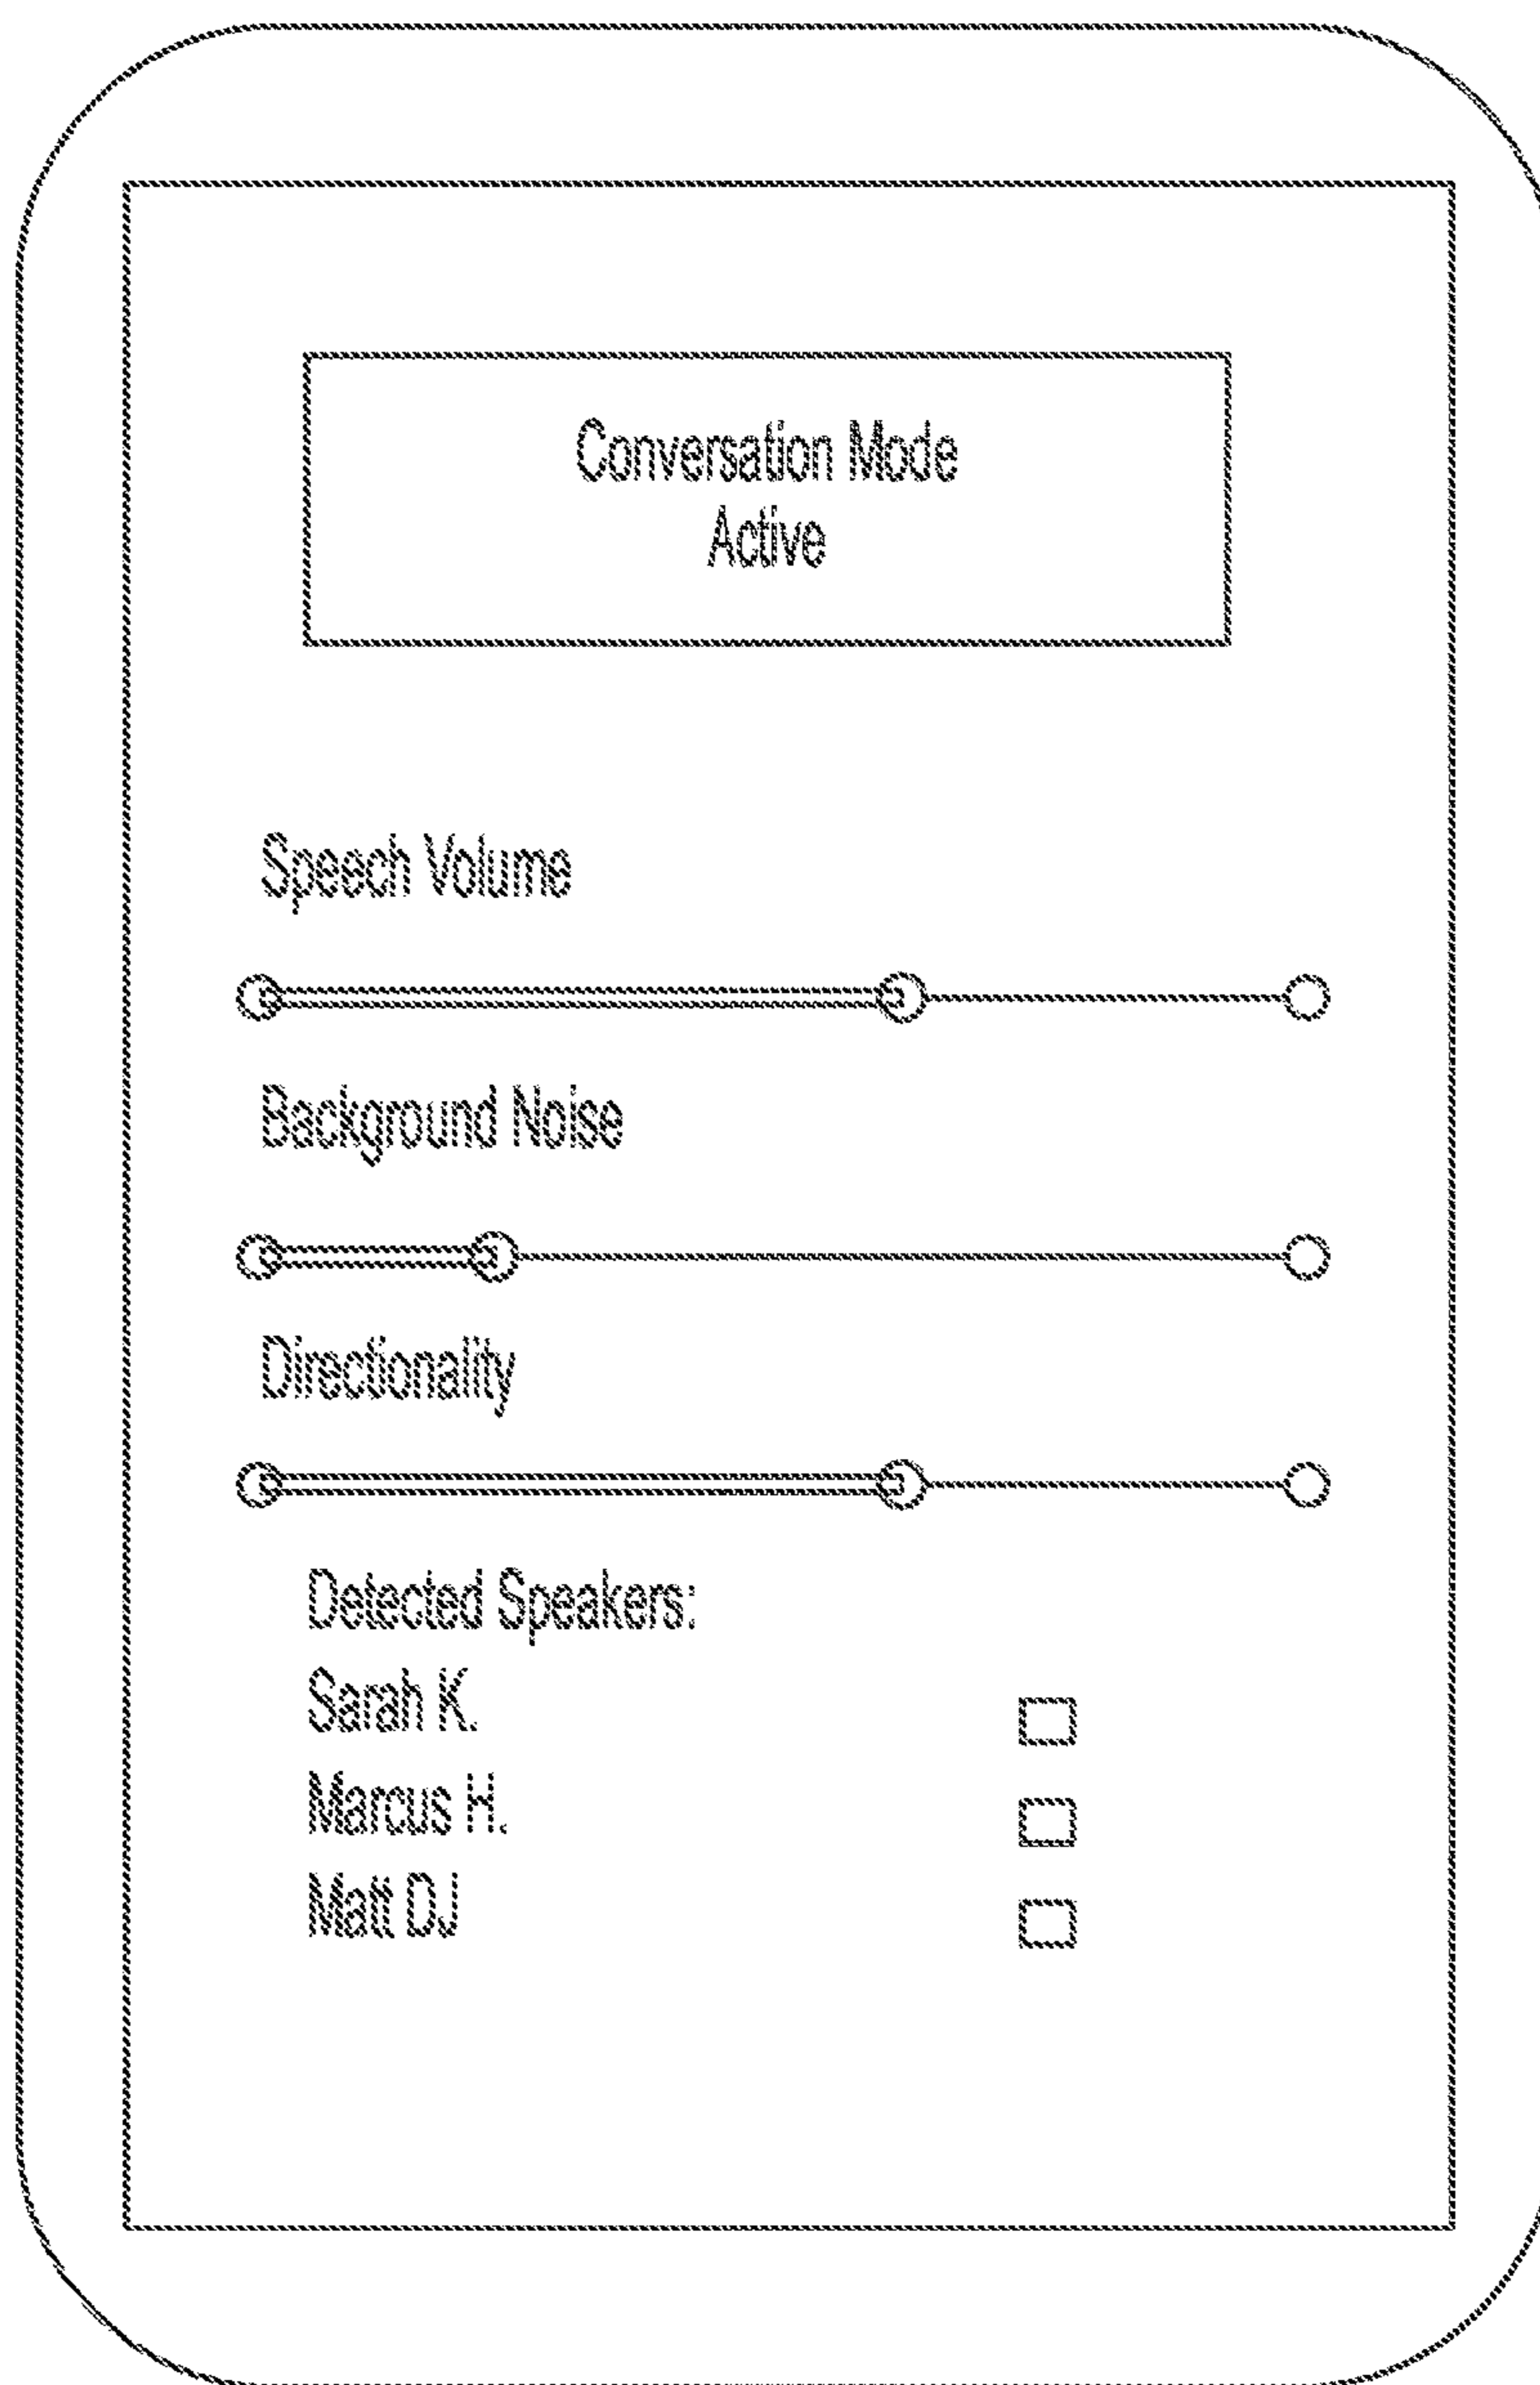 Conversation Mode
Active
Speech Volume
Background Noise
Directionality
Detected Speakers:
Sarah K.
Marcus H.
Matt DJ